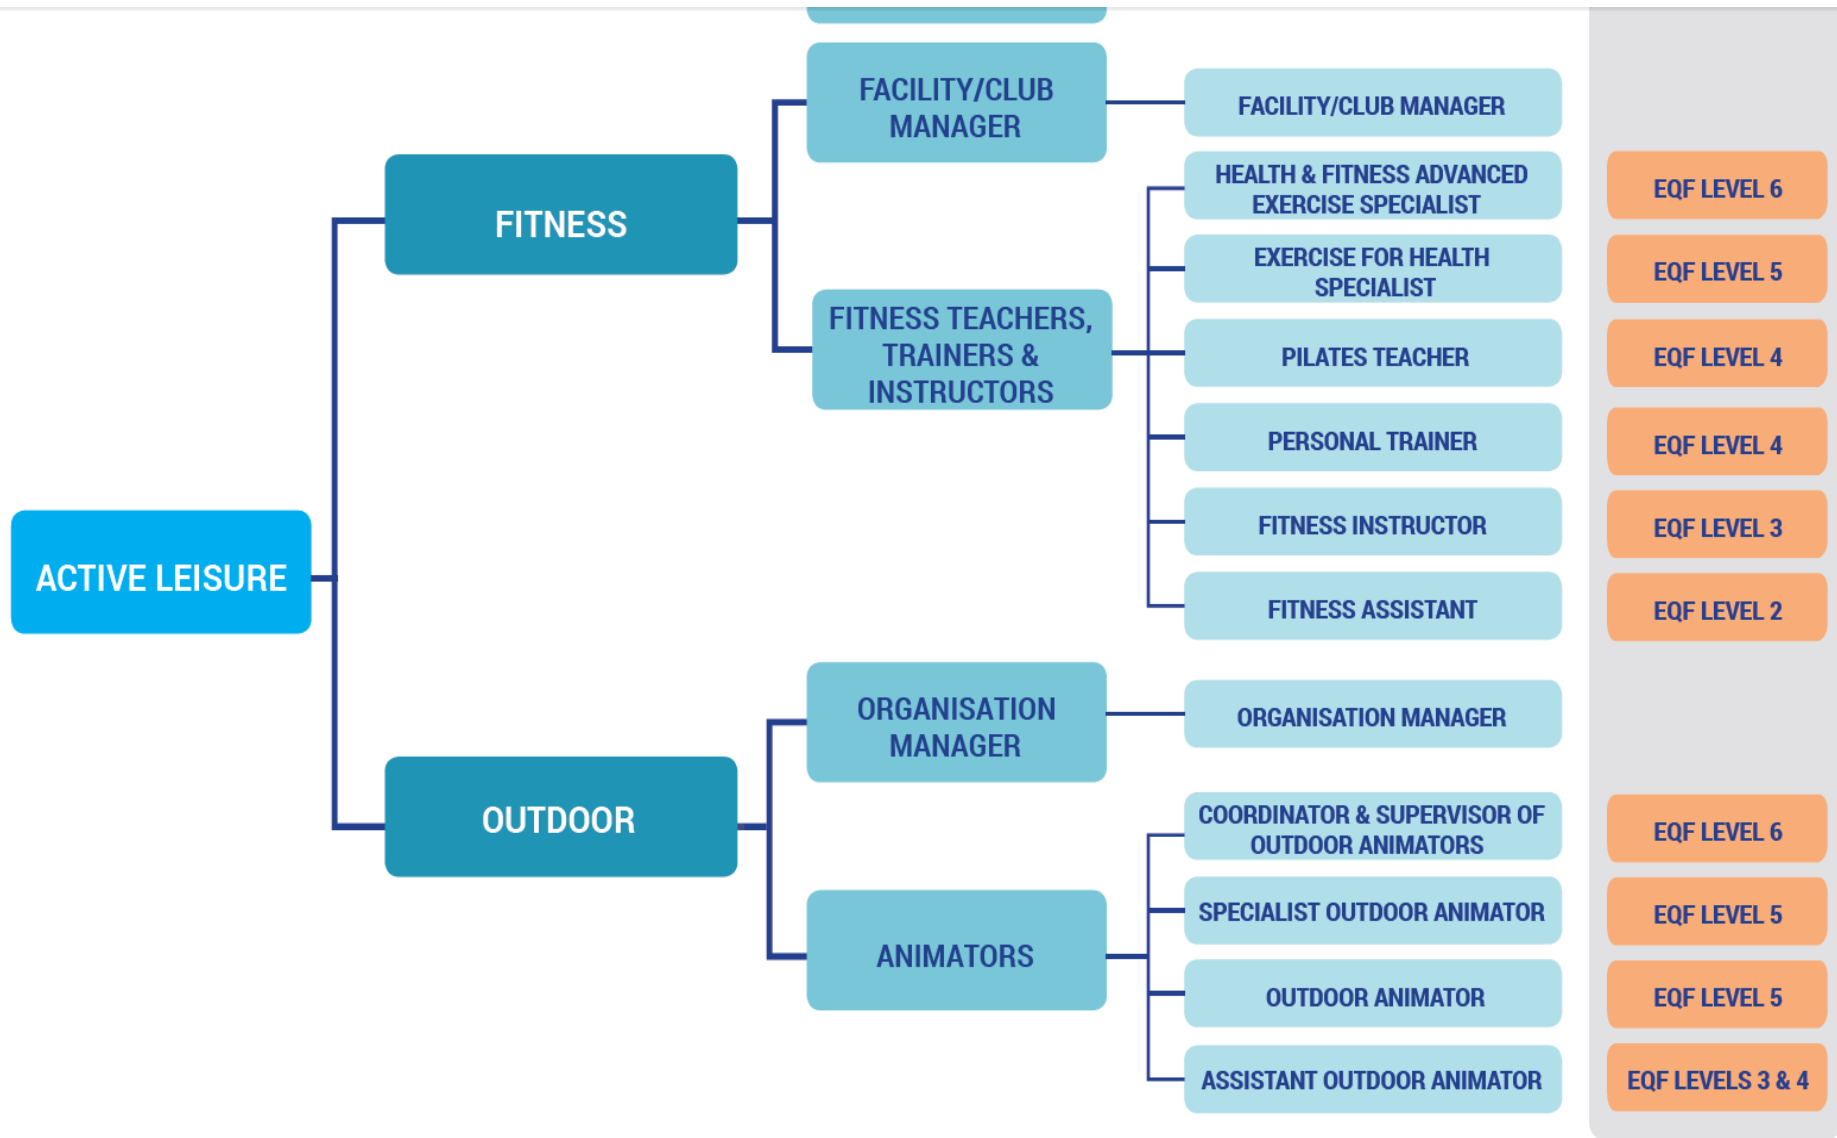 FACILITY/CLUB
MANAGER
FACILITY/CLUB MANAGER
FITNESS
HEALTH & FITNESS ADVANCED
EXERCISE SPECIALIST
EQF LEVEL 6
EXERCISE FOR HEALTH
SPECIALIST
EQF LEVEL 5
FITNESS TEACHERS,
TRAINERS &
INSTRUCTORS
PILATES TEACHER
EQF LEVEL 4
PERSONAL TRAINER
EQF LEVEL 4
FITNESS INSTRUCTOR
EQF LEVEL 3
ACTIVE LEISURE
FITNESS ASSISTANT
EQF LEVEL 2
ORGANISATION
MANAGER
ORGANISATION MANAGER
OUTDOOR
COORDINATOR & SUPERVISOR OF
OUTDOOR ANIMATORS
EQF LEVEL 6
SPECIALIST OUTDOOR ANIMATOR
EQF LEVEL 5
ANIMATORS
OUTDOOR ANIMATOR
EQF LEVEL 5
ASSISTANT OUTDOOR ANIMATOR
EQF LEVELS 3 & 4